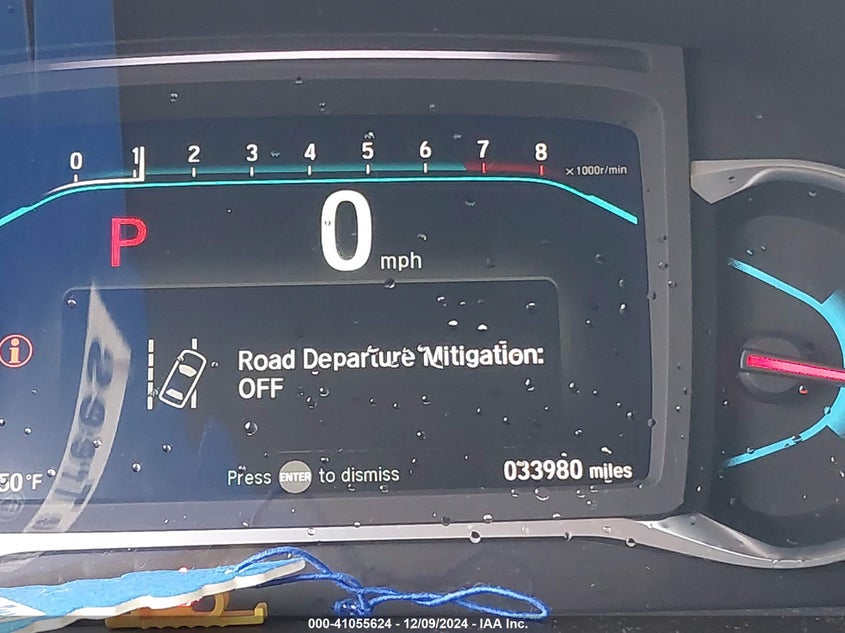 0 1 2 3 4 5 6 7 8 x1000r/min
P 0 mph
Road Departure Mitigation:
OFF
50°F
Press ENTER to dismiss
033980 miles
000-41055624 - 12/09/2024 - IAA Inc.